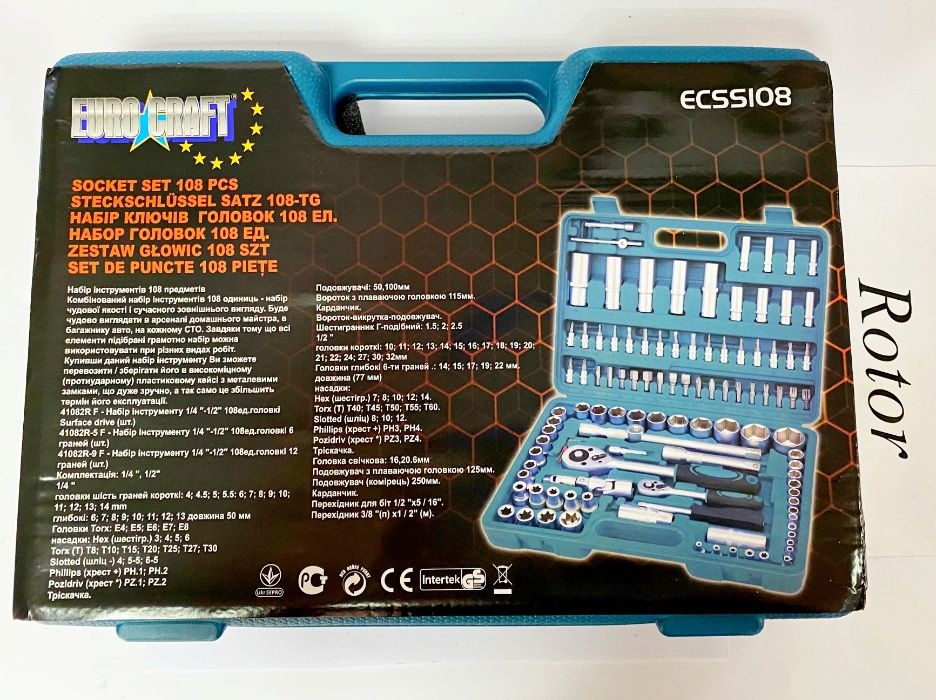 EURO CRAFT
ECSS108
SOCKET SET 108 PCS
STECKSCHLÜSSEL SATZ 108-TG
НАБІР КЛЮЧІВ ГОЛОВОК 108 ЕЛ.
НАБОР ГОЛОВОК 108 ЕД.
ZESTAW GŁOWIC 108 SZT
SET DE PUNCTE 108 PIEȚE
Набір інструментів 108 предметів
Комбінований набір інструментів 108 одиниць - набір
чудової якості і сучасного зовнішнього вигляду. Буде
чудово виглядати в арсеналі домашнього майстра, в
багажнику авто, на кожному СТО. Завдяки тому що всі
елементи підібрані грамотно набір можна
використовувати при різних видах робіт.
Купивши даний набір інструменту Ви зможете
перевозити / зберігати його в високоміцному
(протиударному) пластиковому кейсі з металевими
замками, що дуже зручно, а так само це збільшить
термін його експлуатації.
41082R F - Набір інструменту 1/4 "-1/2" 108ед.головкі
Surface drive (шт.)
41082R-5 F - Набір інструменту 1/4 "-1/2" 108ед.головкі 6
граней (шт.)
41082R-9 F - Набір інструменту 1/4 "-1/2" 108ед.головкі 12
граней (шт.)
Комплектація: 1/4 ", 1/2"
1/4 "
головки шість граней короткі: 4; 4.5; 5; 5.5: 6; 7; 8; 9; 10;
11; 12; 13; 14 mm
глибокі: 6; 7; 8; 9; 10; 11; 12; 13 довжина 50 мм
Головки Torx: E4; E5; E6; E7; E8
насадки: Hex (шестігр.) 3; 4; 5; 6
Torx (T) T8; T10; T15; T20; T25; T27; T30
Slotted (шліц -) 4; 5-5; 6-5
Phillips (хрест +) PH.1; PH.2
Pozidriv (хрест *) PZ.1; PZ.2
Тріскачка.
Подовжувачі: 50,100мм
Вороток з плаваючою головкою 115мм.
Карданчик.
Вороток-викрутка-подовжувач.
Шестигранник Г-подібний: 1.5; 2; 2.5
1/2 "
головки короткі: 10; 11; 12; 13; 14; 15; 16; 17; 18; 19; 20;
21; 22; 24; 27; 30; 32мм
Головки глибокі 6-ти граней .: 14; 15; 17; 19; 22 мм.
довжина (77 мм)
насадки:
Hex (шестігр.) 7; 8; 10; 12; 14.
Torx (T) T40; T45; T50; T55; T60.
Slotted (шліц) 8; 10; 12.
Phillips (хрест +) PH3, PH4.
Pozidriv (хрест *) PZ3, PZ4.
Тріскачка.
Головка свічкова: 16,20.6мм
Подовжувач з плаваючою головкою 125мм.
Подовжувач (комірець) 250мм.
Карданчик.
Перехідник для біт 1/2 "x5 / 16".
Перехідник 3/8 "(п) x1 / 2" (м).
Ukr SEPRO
CE
Intertek
GS
Rotor